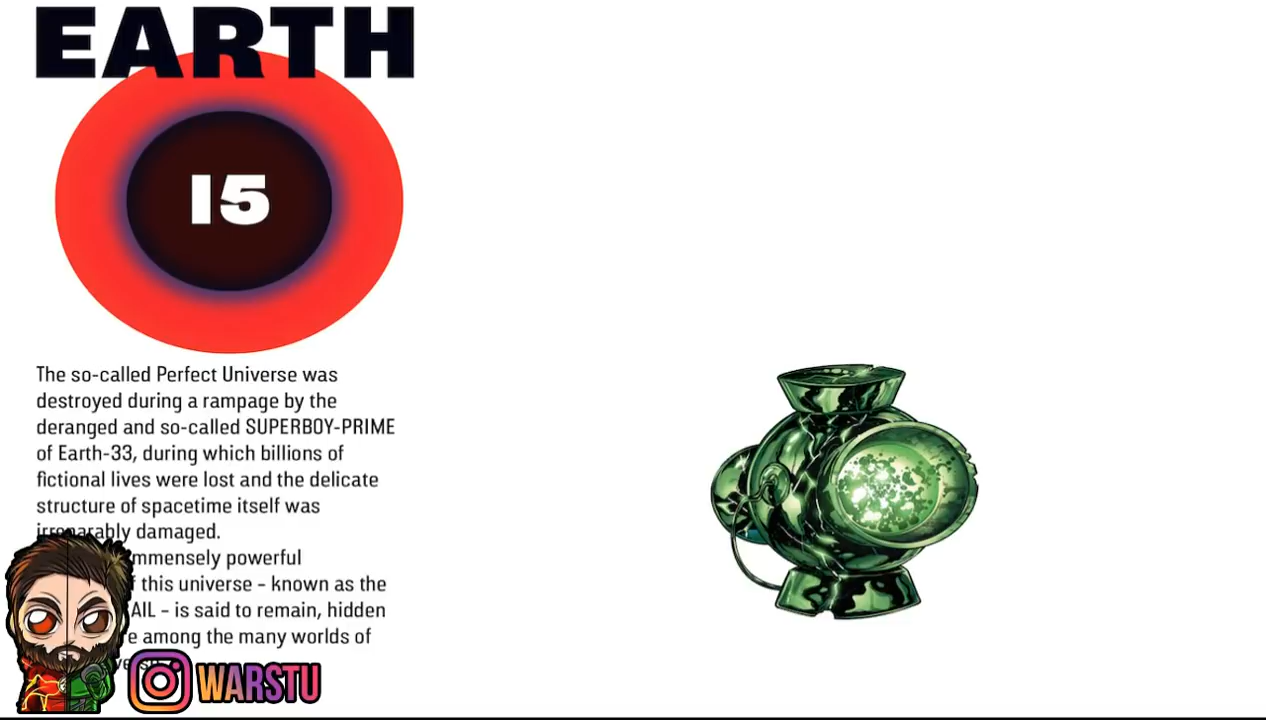 EARTH
15
The so-called Perfect Universe was
destroyed during a rampage by the
deranged and so-called SUPERBOY-PRIME
of Earth-33, during which billions of
fictional lives were lost and the delicate
structure of spacetime itself was
irreparably damaged.
immensely powerful
this universe – known as the
– is said to remain, hidden
among the many worlds of
WARSTU